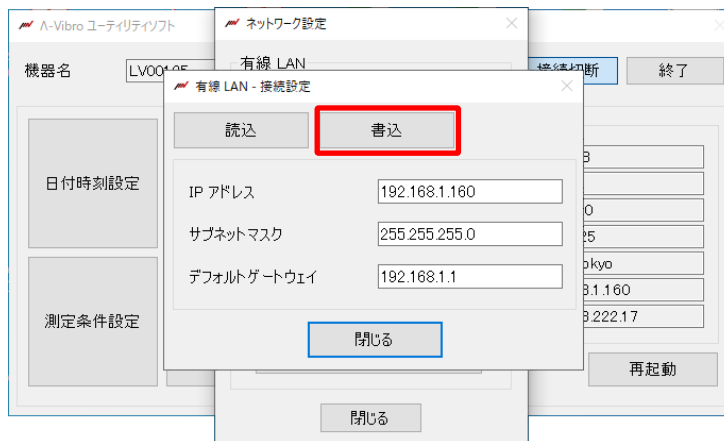 Λ-Vibro ユーティリティソフト
ネットワーク設定
機器名
有線 LAN
終了
有線 LAN - 接続設定
読込
書込
日付時刻設定
IP アドレス
192.168.1.160
サブネットマスク
255.255.255.0
デフォルトゲートウェイ
192.168.1.1
測定条件設定
閉じる
再起動
閉じる